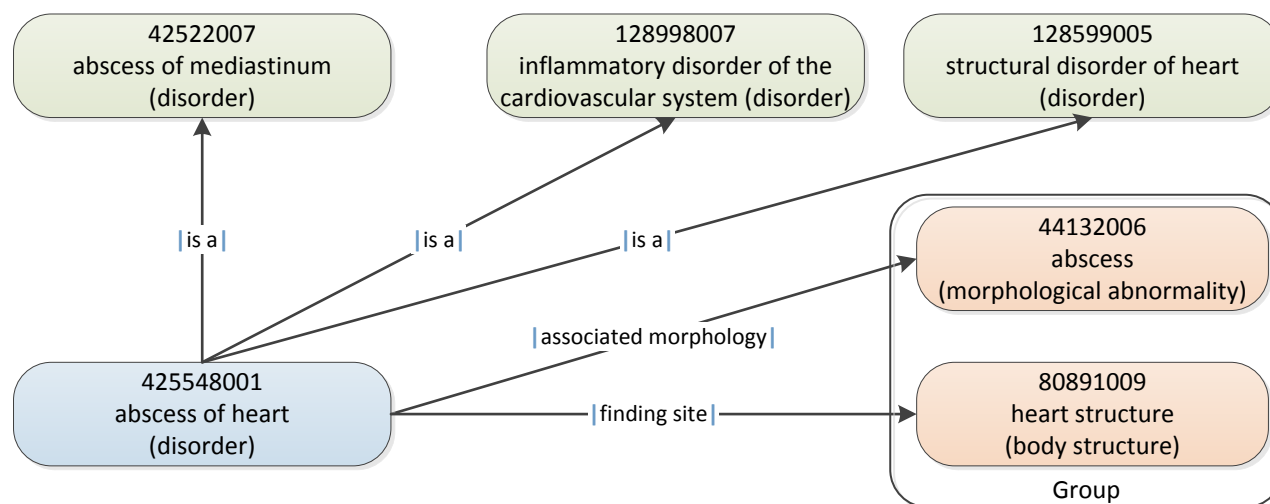 42522007
abscess of mediastinum
(disorder)
128998007
inflammatory disorder of the
cardiovascular system (disorder)
128599005
structural disorder of heart
(disorder)
|is a|
|is a|
|is a|
44132006
abscess
(morphological abnormality)
|associated morphology|
425548001
abscess of heart
(disorder)
|finding site|
80891009
heart structure
(body structure)
Group